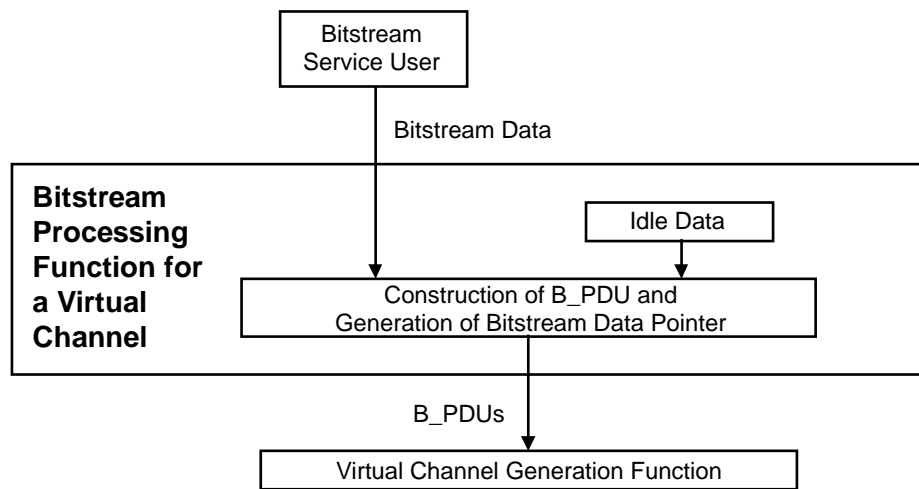 Bitstream
Service User
Bitstream Data
Bitstream
Processing
Function for
a Virtual
Channel
Idle Data
Construction of B_PDU and
Generation of Bitstream Data Pointer
B_PDUs
Virtual Channel Generation Function